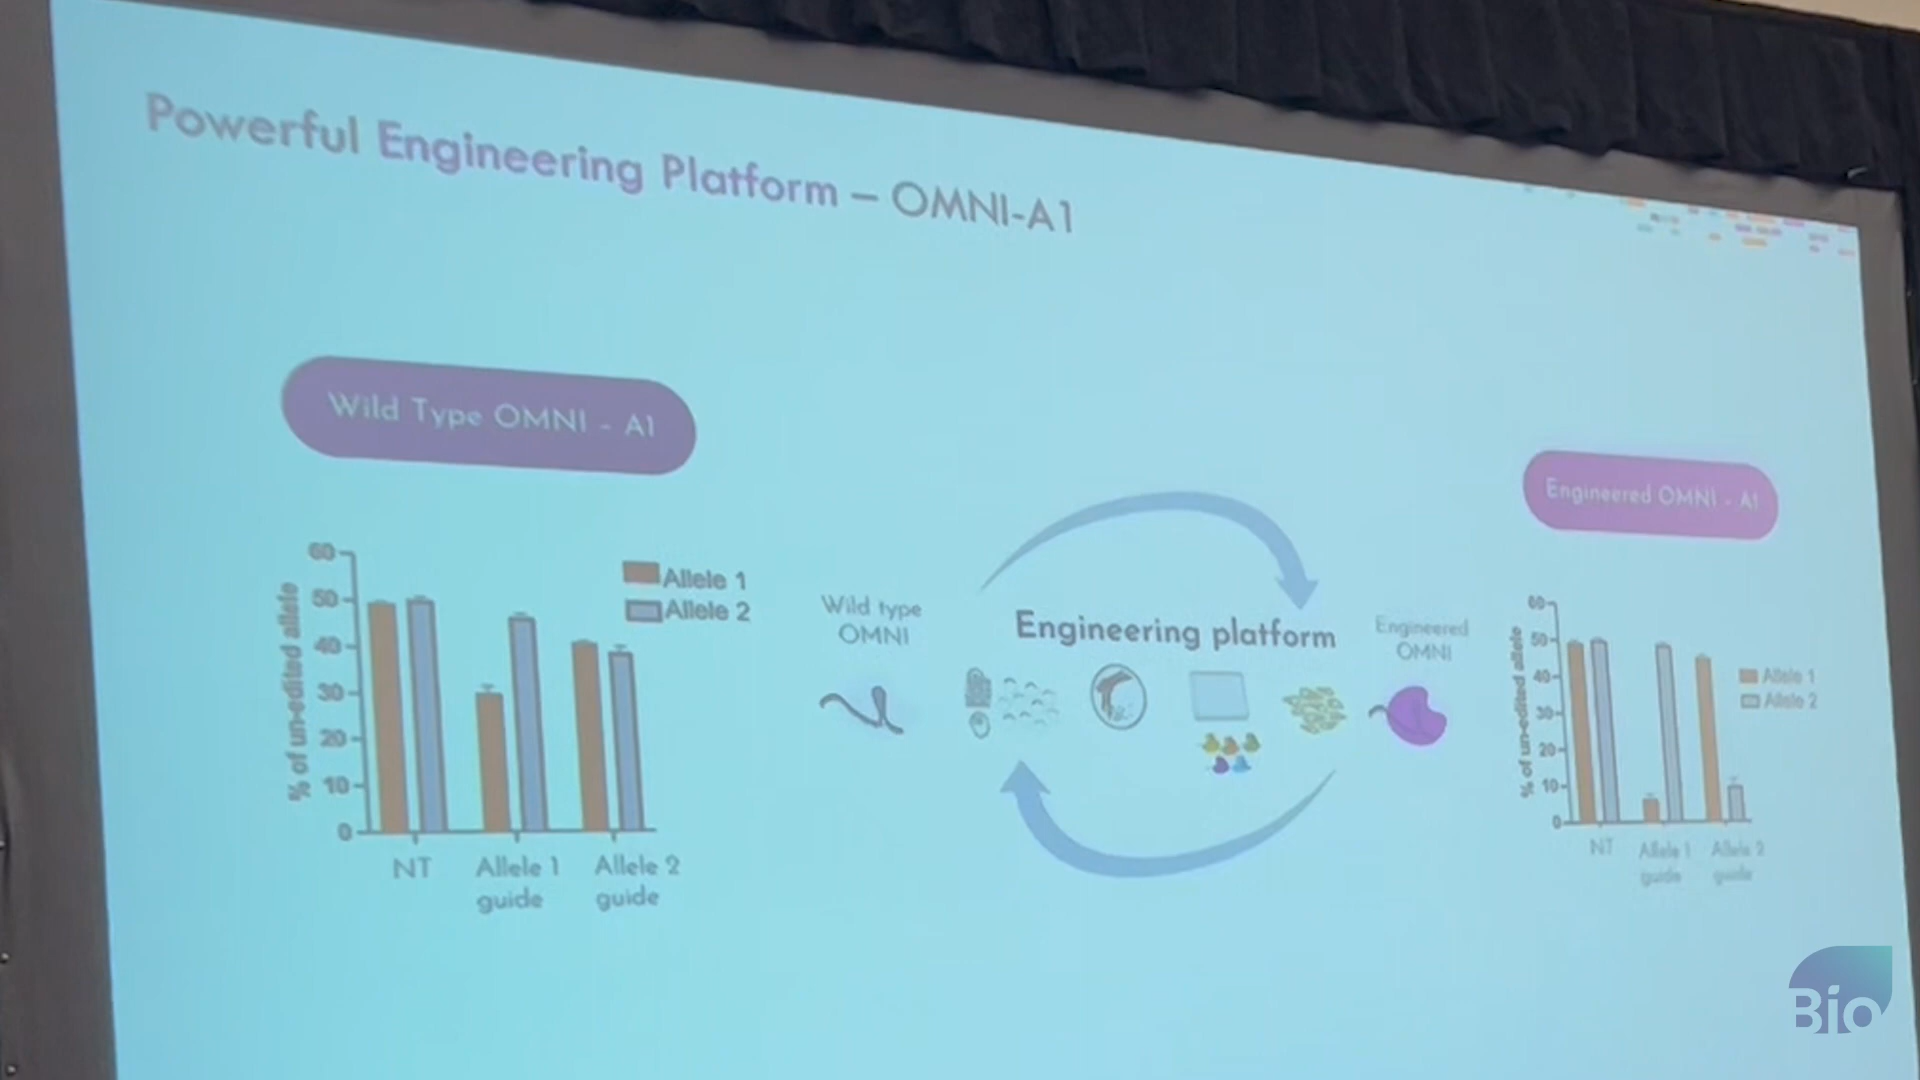 Powerful Engineering Platform – OMNI-A1
Wild Type OMNI - A1
60
50
40
30
20
10
0
% of un-edited allele
Allele 1
Allele 2
NT
Allele 1
guide
Allele 2
guide
Wild type
OMNI
Engineering platform
Engineered
OMNI
Engineered OMNI - A1
60
50
40
30
20
10
0
% of un-edited allele
Allele 1
Allele 2
NT
Allele 1
guide
Allele 2
guide
Bio